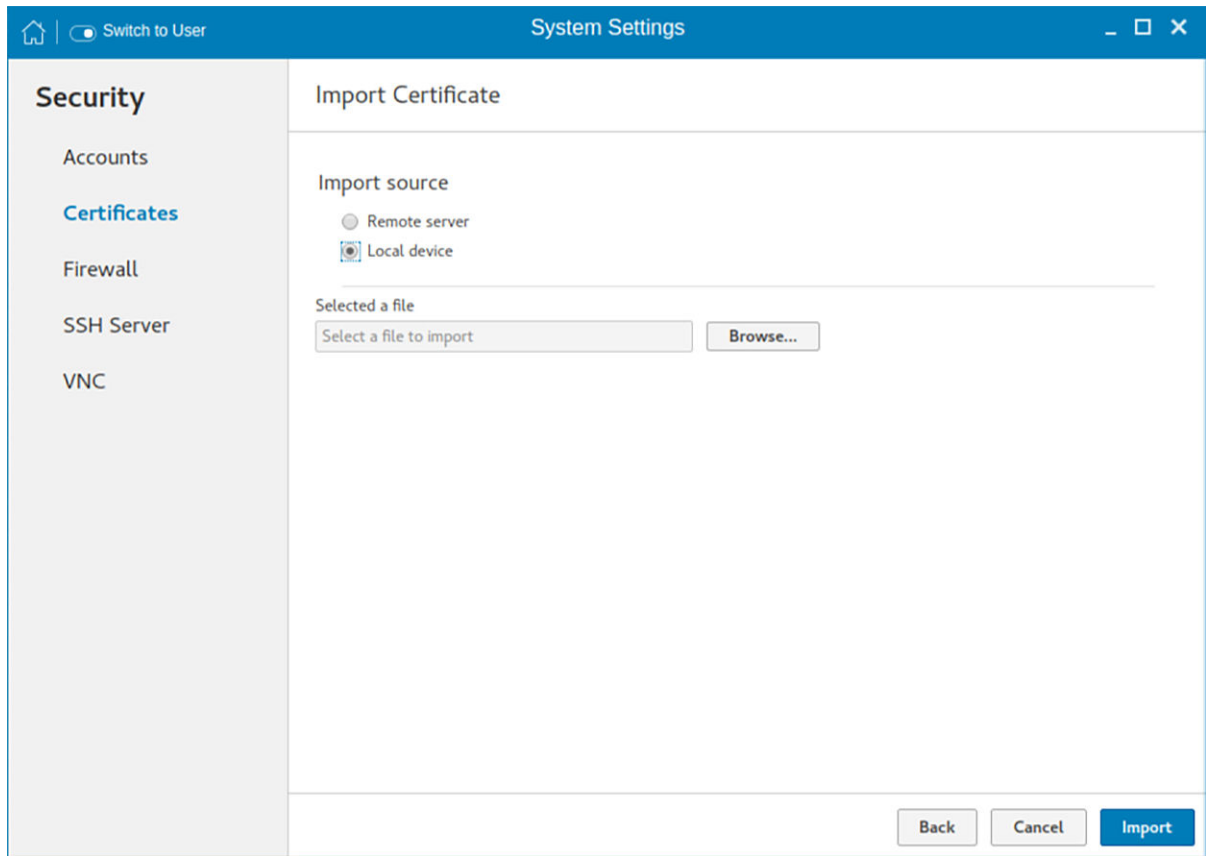 Switch to User
System Settings
Security
Accounts
Certificates
Firewall
SSH Server
VNC
Import Certificate
Import source
Remote server
Local device
Selected a file
Select a file to import
Browse...
Back
Cancel
Import